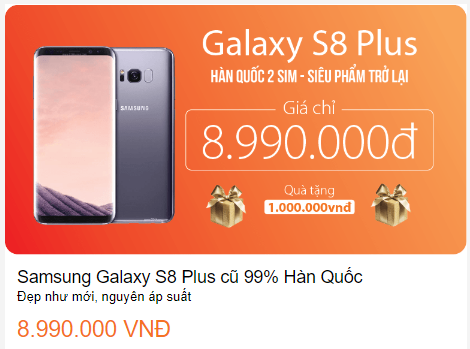 Galaxy S8 Plus
HÀN QUỐC 2 SIM - SIÊU PHẨM TRỞ LẠI
Giá chỉ
8.990.000đ
Quà tặng
1.000.000vnđ
SAMSUNG
Samsung Galaxy S8 Plus cũ 99% Hàn Quốc
Đẹp như mới, nguyên áp suất
8.990.000 VNĐ